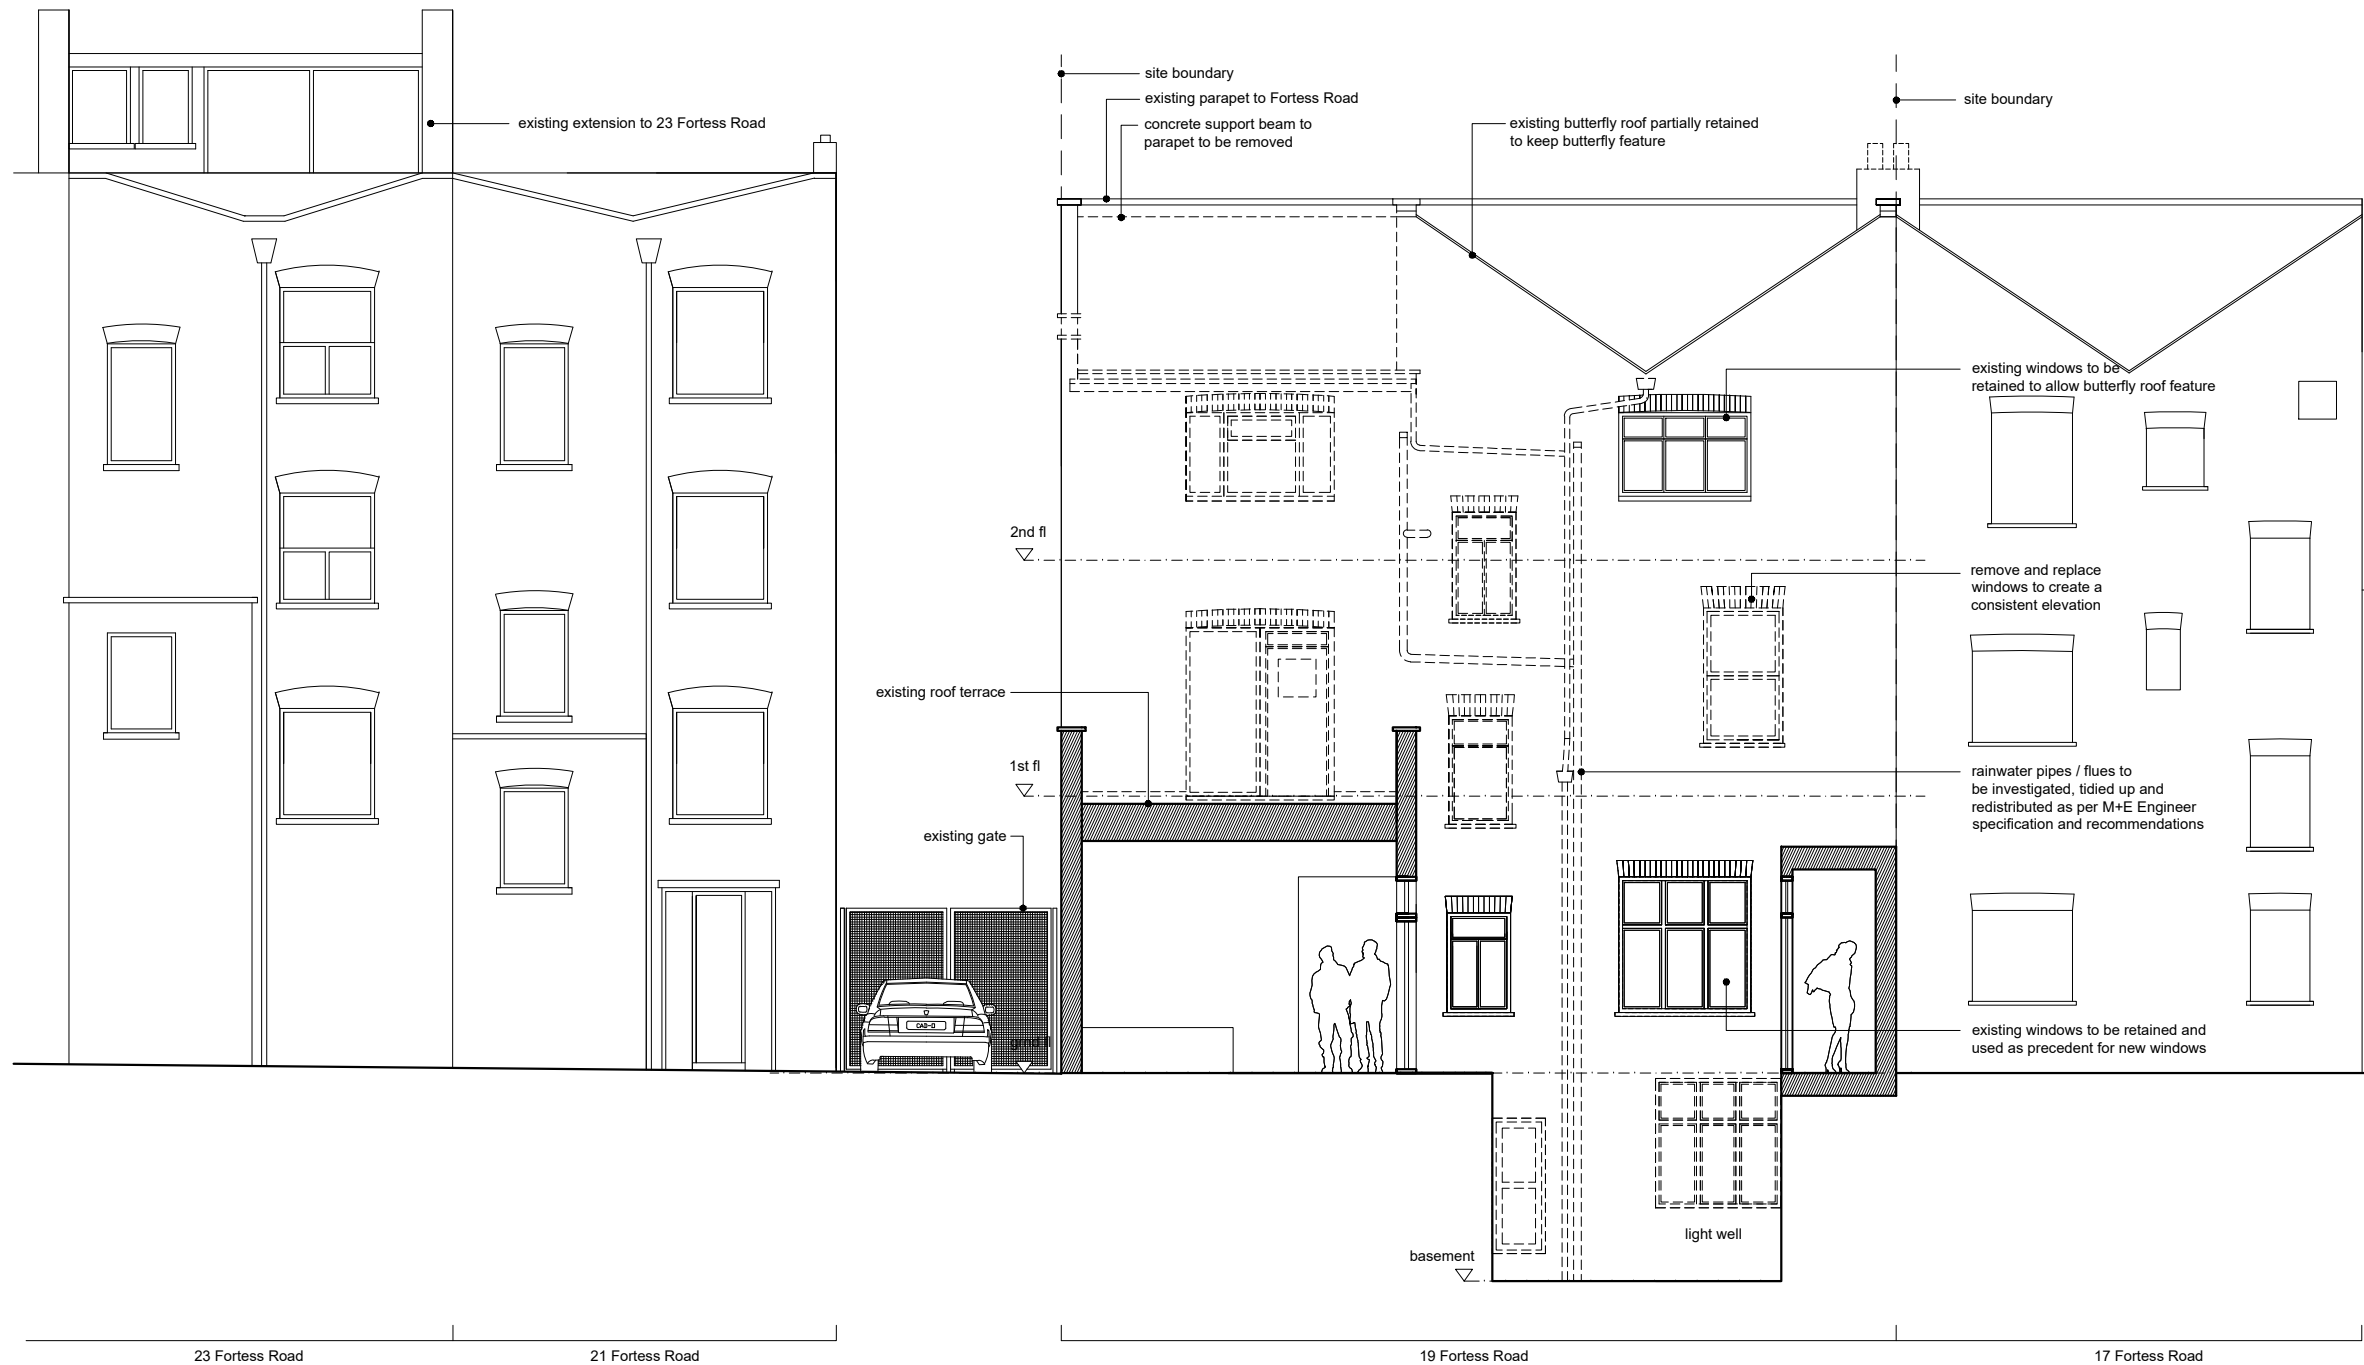 site boundary
existing parapet to Fortess Road
concrete support beam to
parapet to be removed
existing extension to 23 Fortess Road
existing butterfly roof partially retained
to keep butterfly feature
site boundary
existing windows to be
retained to allow butterfly roof feature
2nd fl
remove and replace
windows to create a
consistent elevation
existing roof terrace
1st fl
rainwater pipes / flues to
be investigated, tidied up and
redistributed as per M+E Engineer
specification and recommendations
existing gate
CAD-II
grnd fl
existing windows to be retained and
used as precedent for new windows
light well
basement
23 Fortess Road
21 Fortess Road
19 Fortess Road
17 Fortess Road